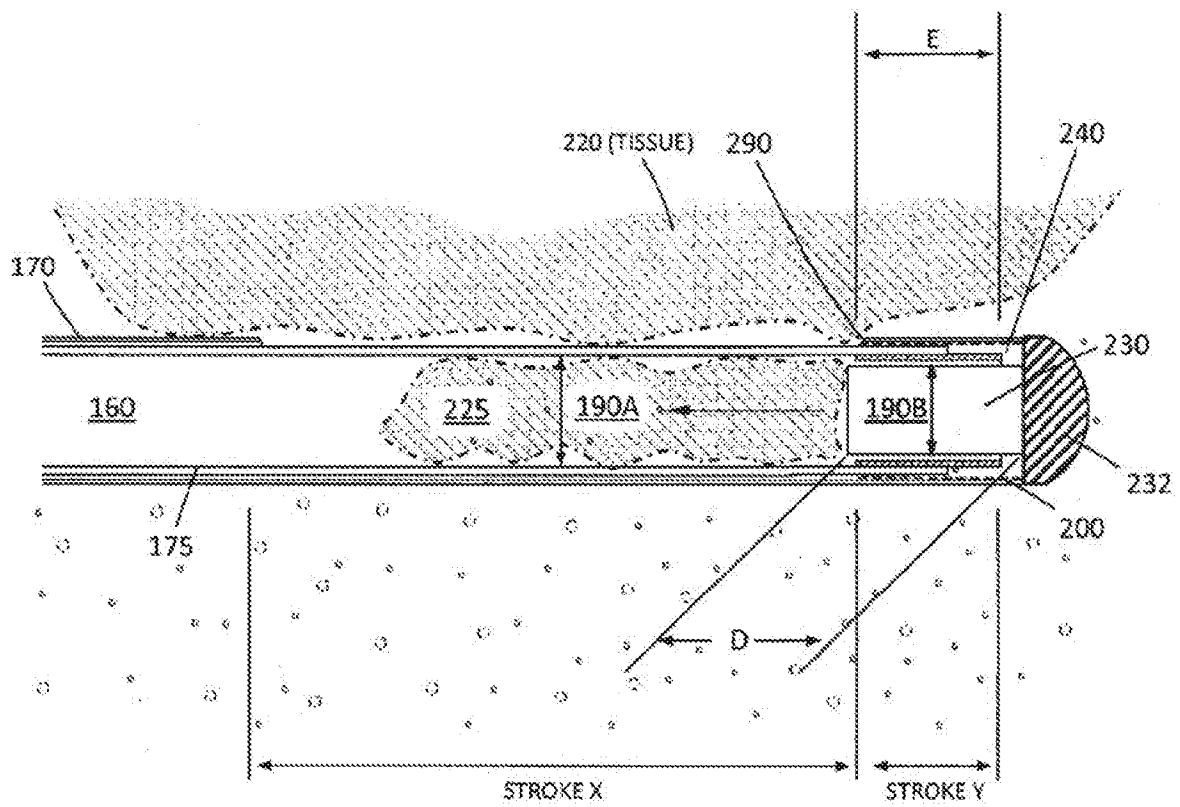 E
220 (TISSUE)
290
240
170
230
160
225
190A
190B
175
200
232
D
STROKE X
STROKE Y